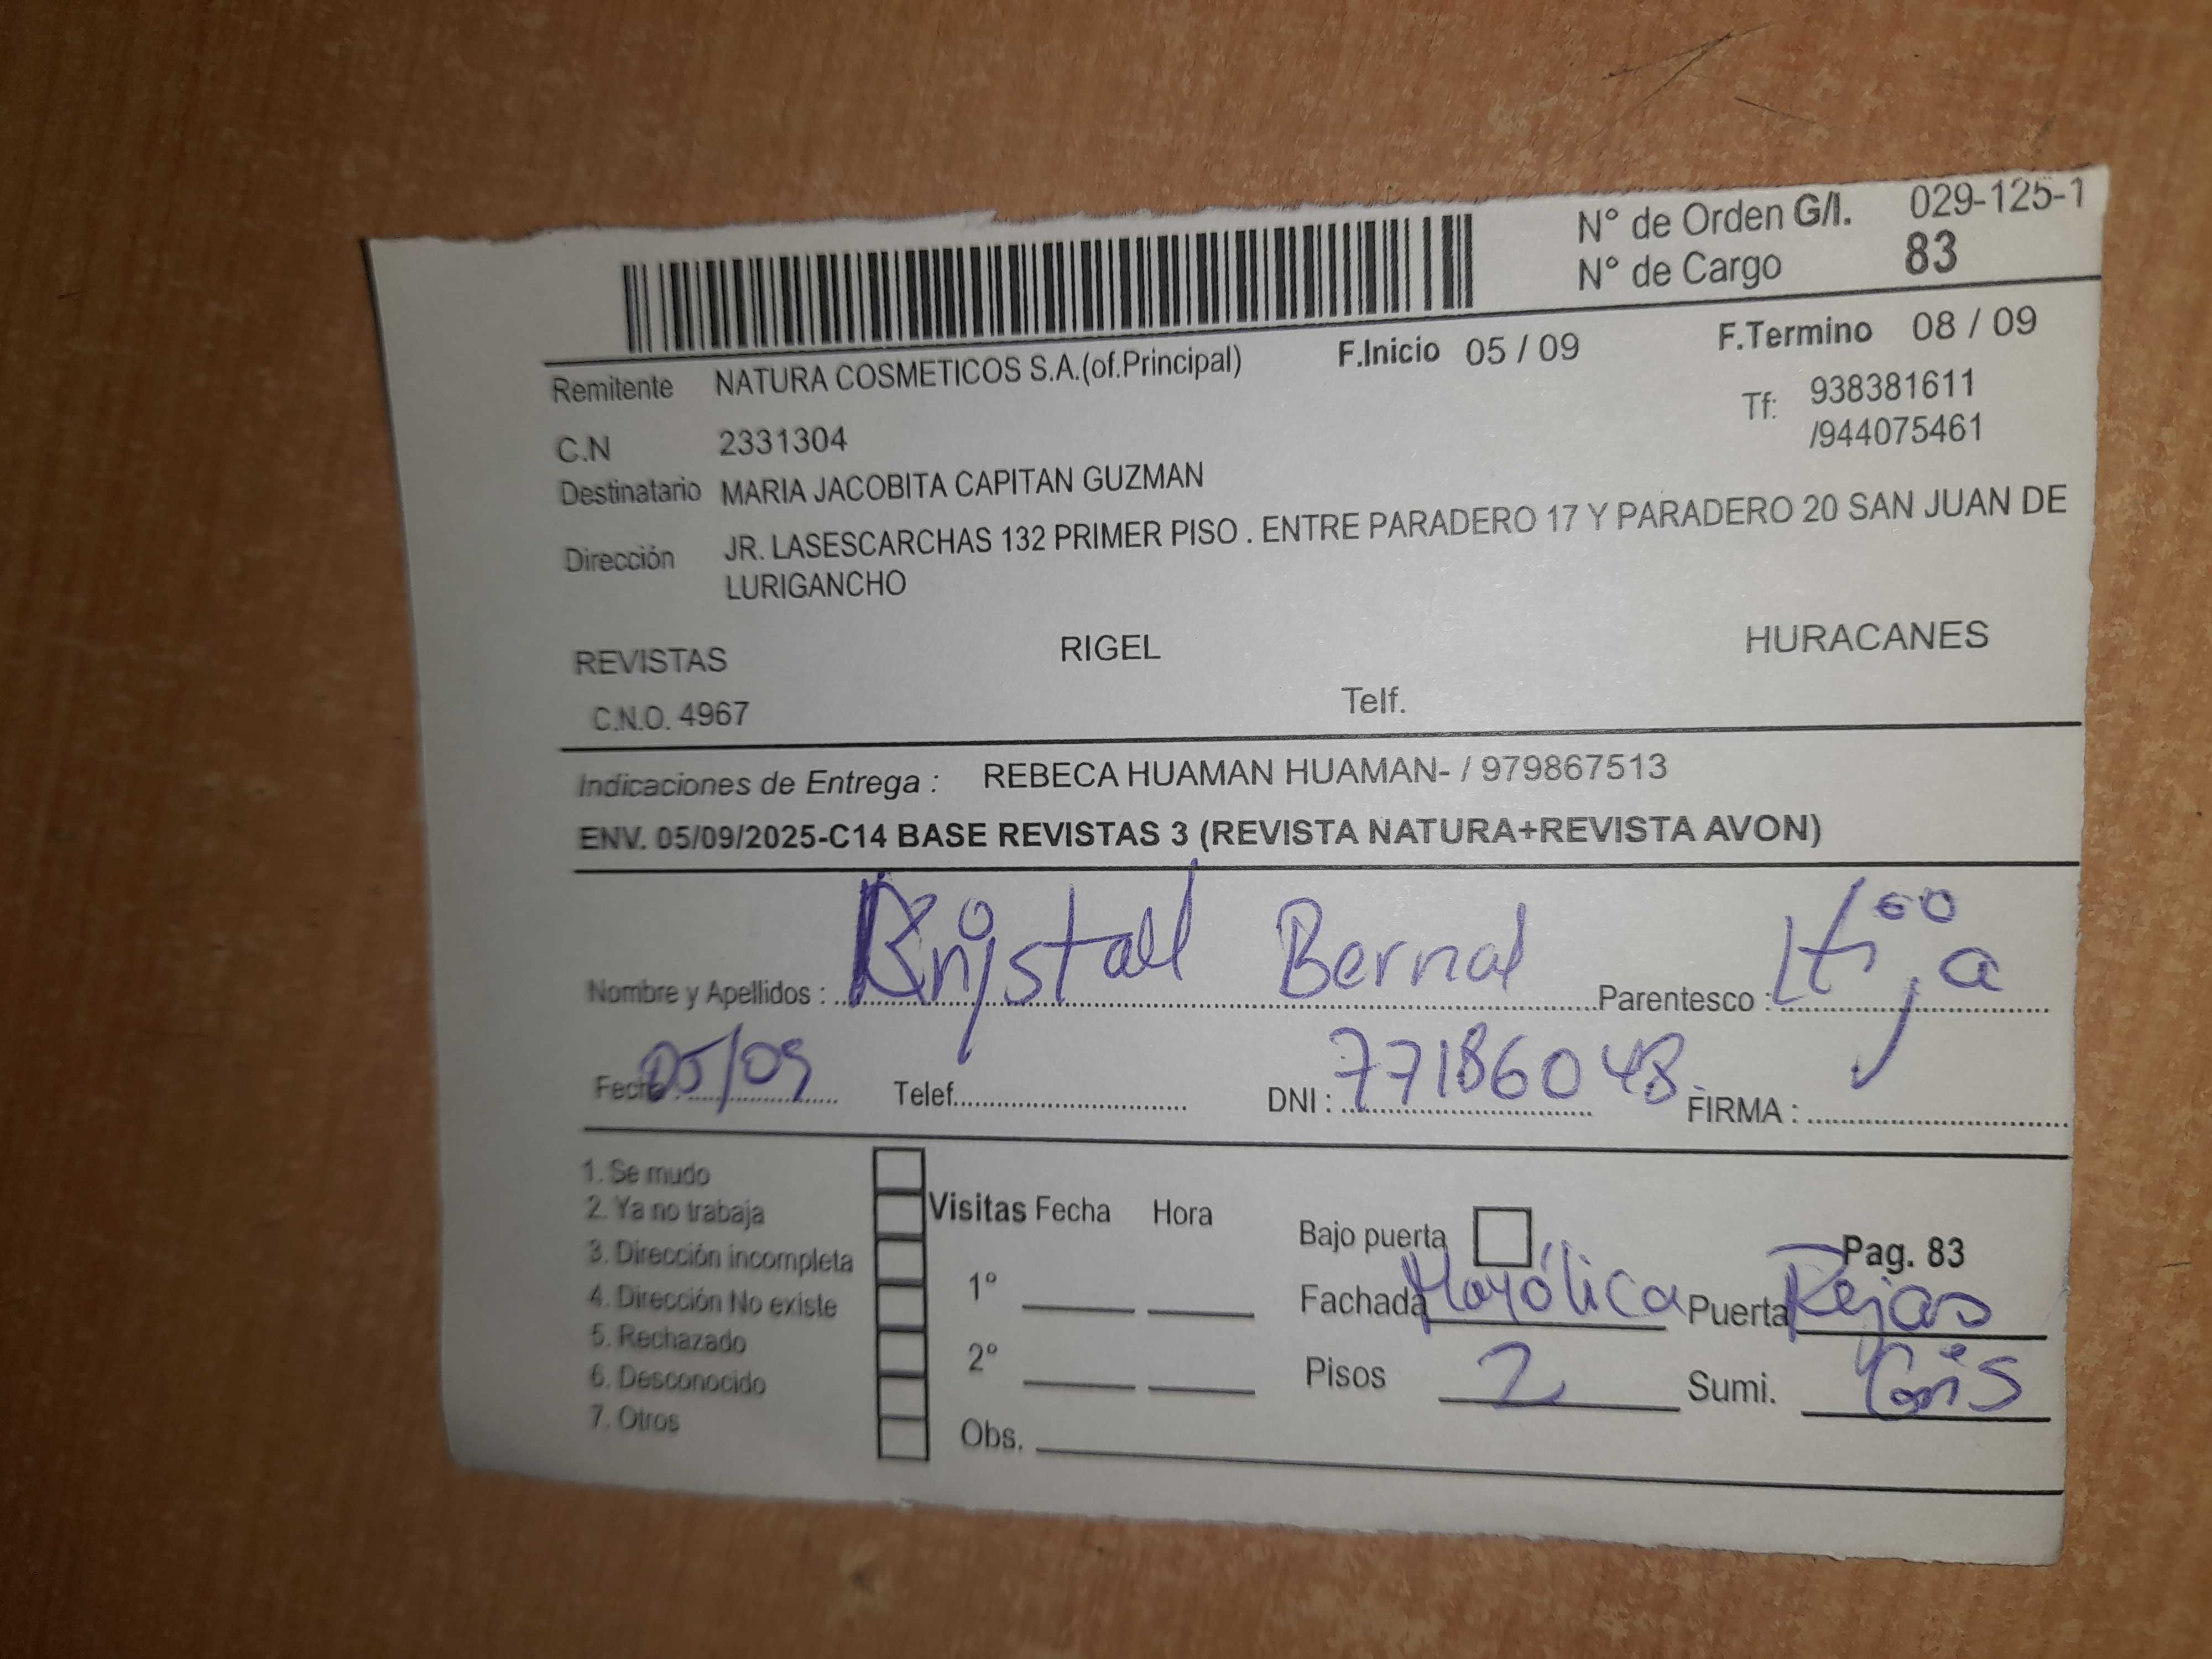 N° de Orden G/I. 029-125-1
N° de Cargo 83
F.Inicio 05 / 09 F.Termino 08 / 09
Remitente NATURA COSMETICOS S.A.(of.Principal)
Tf: 938381611
/944075461
C.N 2331304
Destinatario MARIA JACOBITA CAPITAN GUZMAN
Dirección JR. LASESCARCHAS 132 PRIMER PISO . ENTRE PARADERO 17 Y PARADERO 20 SAN JUAN DE
LURIGANCHO
REVISTAS RIGEL HURACANES
C.N.O. 4967 Telf.
Indicaciones de Entrega : REBECA HUAMAN HUAMAN- / 979867513
ENV. 05/09/2025-C14 BASE REVISTAS 3 (REVISTA NATURA+REVISTA AVON)
Nombre y Apellidos : Kristall Bernal Parentesco : Hija
Fecha : 05/09 Telef. DNI : 77186048 FIRMA :
1. Se mudo
2. Ya no trabaja
3. Dirección incompleta
4. Dirección No existe
5. Rechazado
6. Desconocido
7. Otros
Visitas Fecha Hora
1°
2°
Obs.
Bajo puerta Pag. 83
Fachada Mayólica Puerta Rejas
Pisos 2 Sumi. Gris